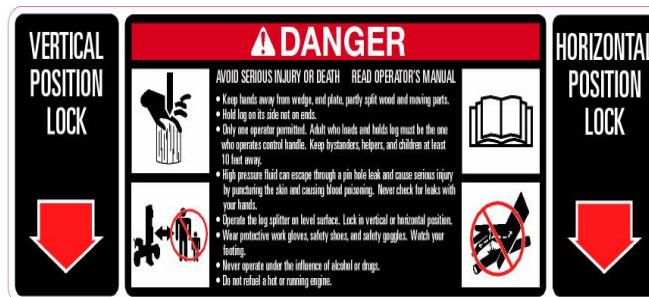 VERTICAL
POSITION
LOCK
DANGER
AVOID SERIOUS INJURY OR DEATH READ OPERATOR'S MANUAL
• Keep hands away from wedge, end plate, partly split wood and moving parts.
• Hold log on its side not on ends.
• Only one operator permitted. Adult who loads and holds log must be the one
who operates control handle. Keep bystanders, helpers, and children at least
10 feet away.
• High pressure fluid can escape through a pin hole leak and cause serious injury
by puncturing the skin and causing blood poisoning. Never check for leaks with
your hands.
• Operate the log splitter on level surface. Lock in vertical or horizontal position.
• Wear protective work gloves, safety shoes, and safety goggles. Watch your
footing.
• Never operate under the influence of alcohol or drugs.
• Do not refuel a hot or running engine.
HORIZONTAL
POSITION
LOCK